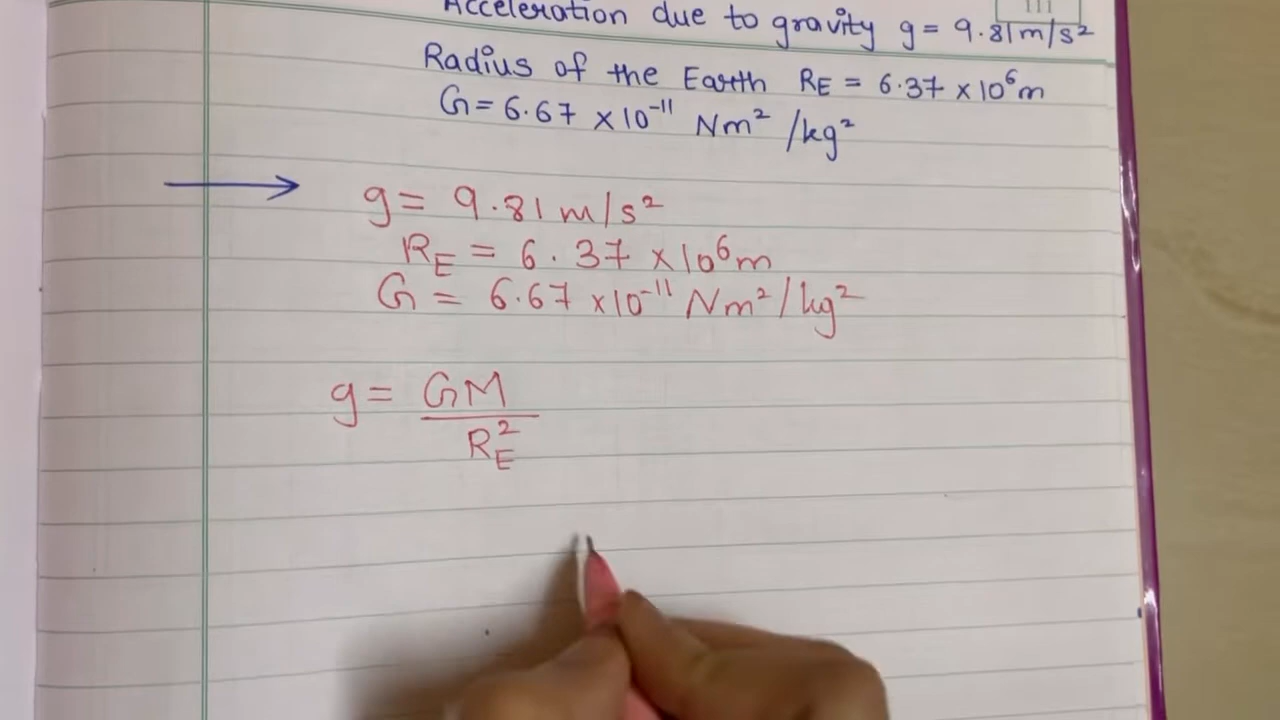 Acceleration due to gravity g = 9.81 m/s²
Radius of the Earth R_E = 6.37 × 10⁶ m
G = 6.67 × 10⁻¹¹ Nm² / kg²
g = 9.81 m/s²
R_E = 6.37 × 10⁶ m
G = 6.67 × 10⁻¹¹ Nm² / kg²
g = GM
R_E²